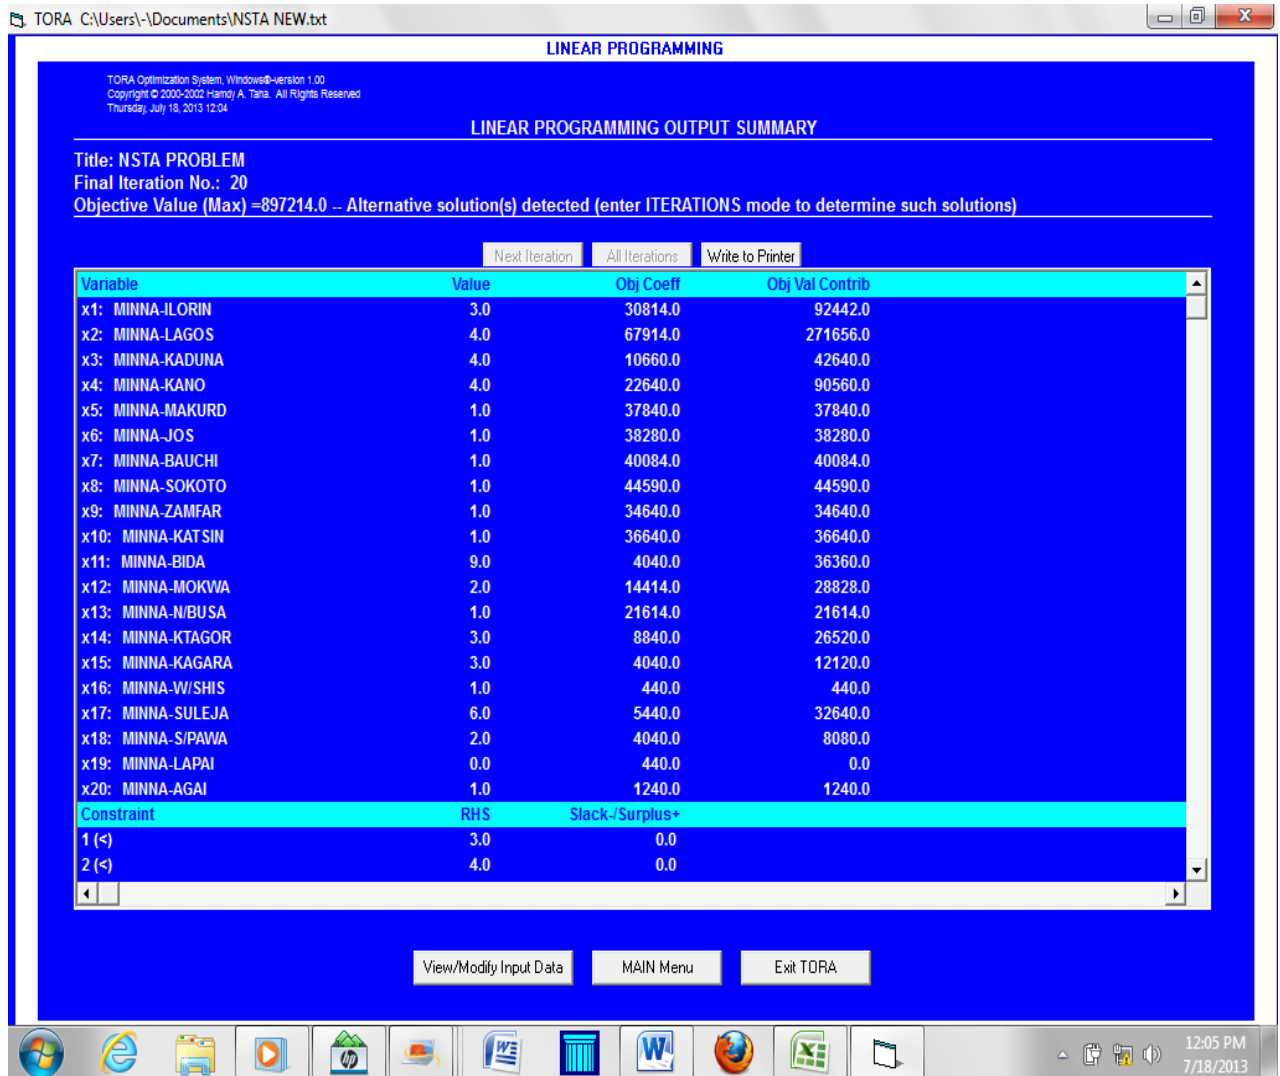 TORA C:\Users\-\Documents\NSTA NEW.txt
LINEAR PROGRAMMING
TORA Optimization System, Windows®-version 1.00
Copyright © 2000-2002 Hamdy A. Taha. All Rights Reserved
Thursday, July 18, 2013 12:04
LINEAR PROGRAMMING OUTPUT SUMMARY
Title: NSTA PROBLEM
Final Iteration No.: 20
Objective Value (Max) =897214.0 -- Alternative solution(s) detected (enter ITERATIONS mode to determine such solutions)
Next Iteration All Iterations Write to Printer
Variable Value Obj Coeff Obj Val Contrib
x1: MINNA-ILORIN 3.0 30814.0 92442.0
x2: MINNA-LAGOS 4.0 67914.0 271656.0
x3: MINNA-KADUNA 4.0 10660.0 42640.0
x4: MINNA-KANO 4.0 22640.0 90560.0
x5: MINNA-MAKURD 1.0 37840.0 37840.0
x6: MINNA-JOS 1.0 38280.0 38280.0
x7: MINNA-BAUCHI 1.0 40084.0 40084.0
x8: MINNA-SOKOTO 1.0 44590.0 44590.0
x9: MINNA-ZAMFAR 1.0 34640.0 34640.0
x10: MINNA-KATSIN 1.0 36640.0 36640.0
x11: MINNA-BIDA 9.0 4040.0 36360.0
x12: MINNA-MOKWA 2.0 14414.0 28828.0
x13: MINNA-N/BUSA 1.0 21614.0 21614.0
x14: MINNA-KTAGOR 3.0 8840.0 26520.0
x15: MINNA-KAGARA 3.0 4040.0 12120.0
x16: MINNA-W/SHIS 1.0 440.0 440.0
x17: MINNA-SULEJA 6.0 5440.0 32640.0
x18: MINNA-S/PAWA 2.0 4040.0 8080.0
x19: MINNA-LAPAI 0.0 440.0 0.0
x20: MINNA-AGAI 1.0 1240.0 1240.0
Constraint RHS Slack-/Surplus+
1 (<) 3.0 0.0
2 (<) 4.0 0.0
View/Modify Input Data MAIN Menu Exit TORA
12:05 PM
7/18/2013